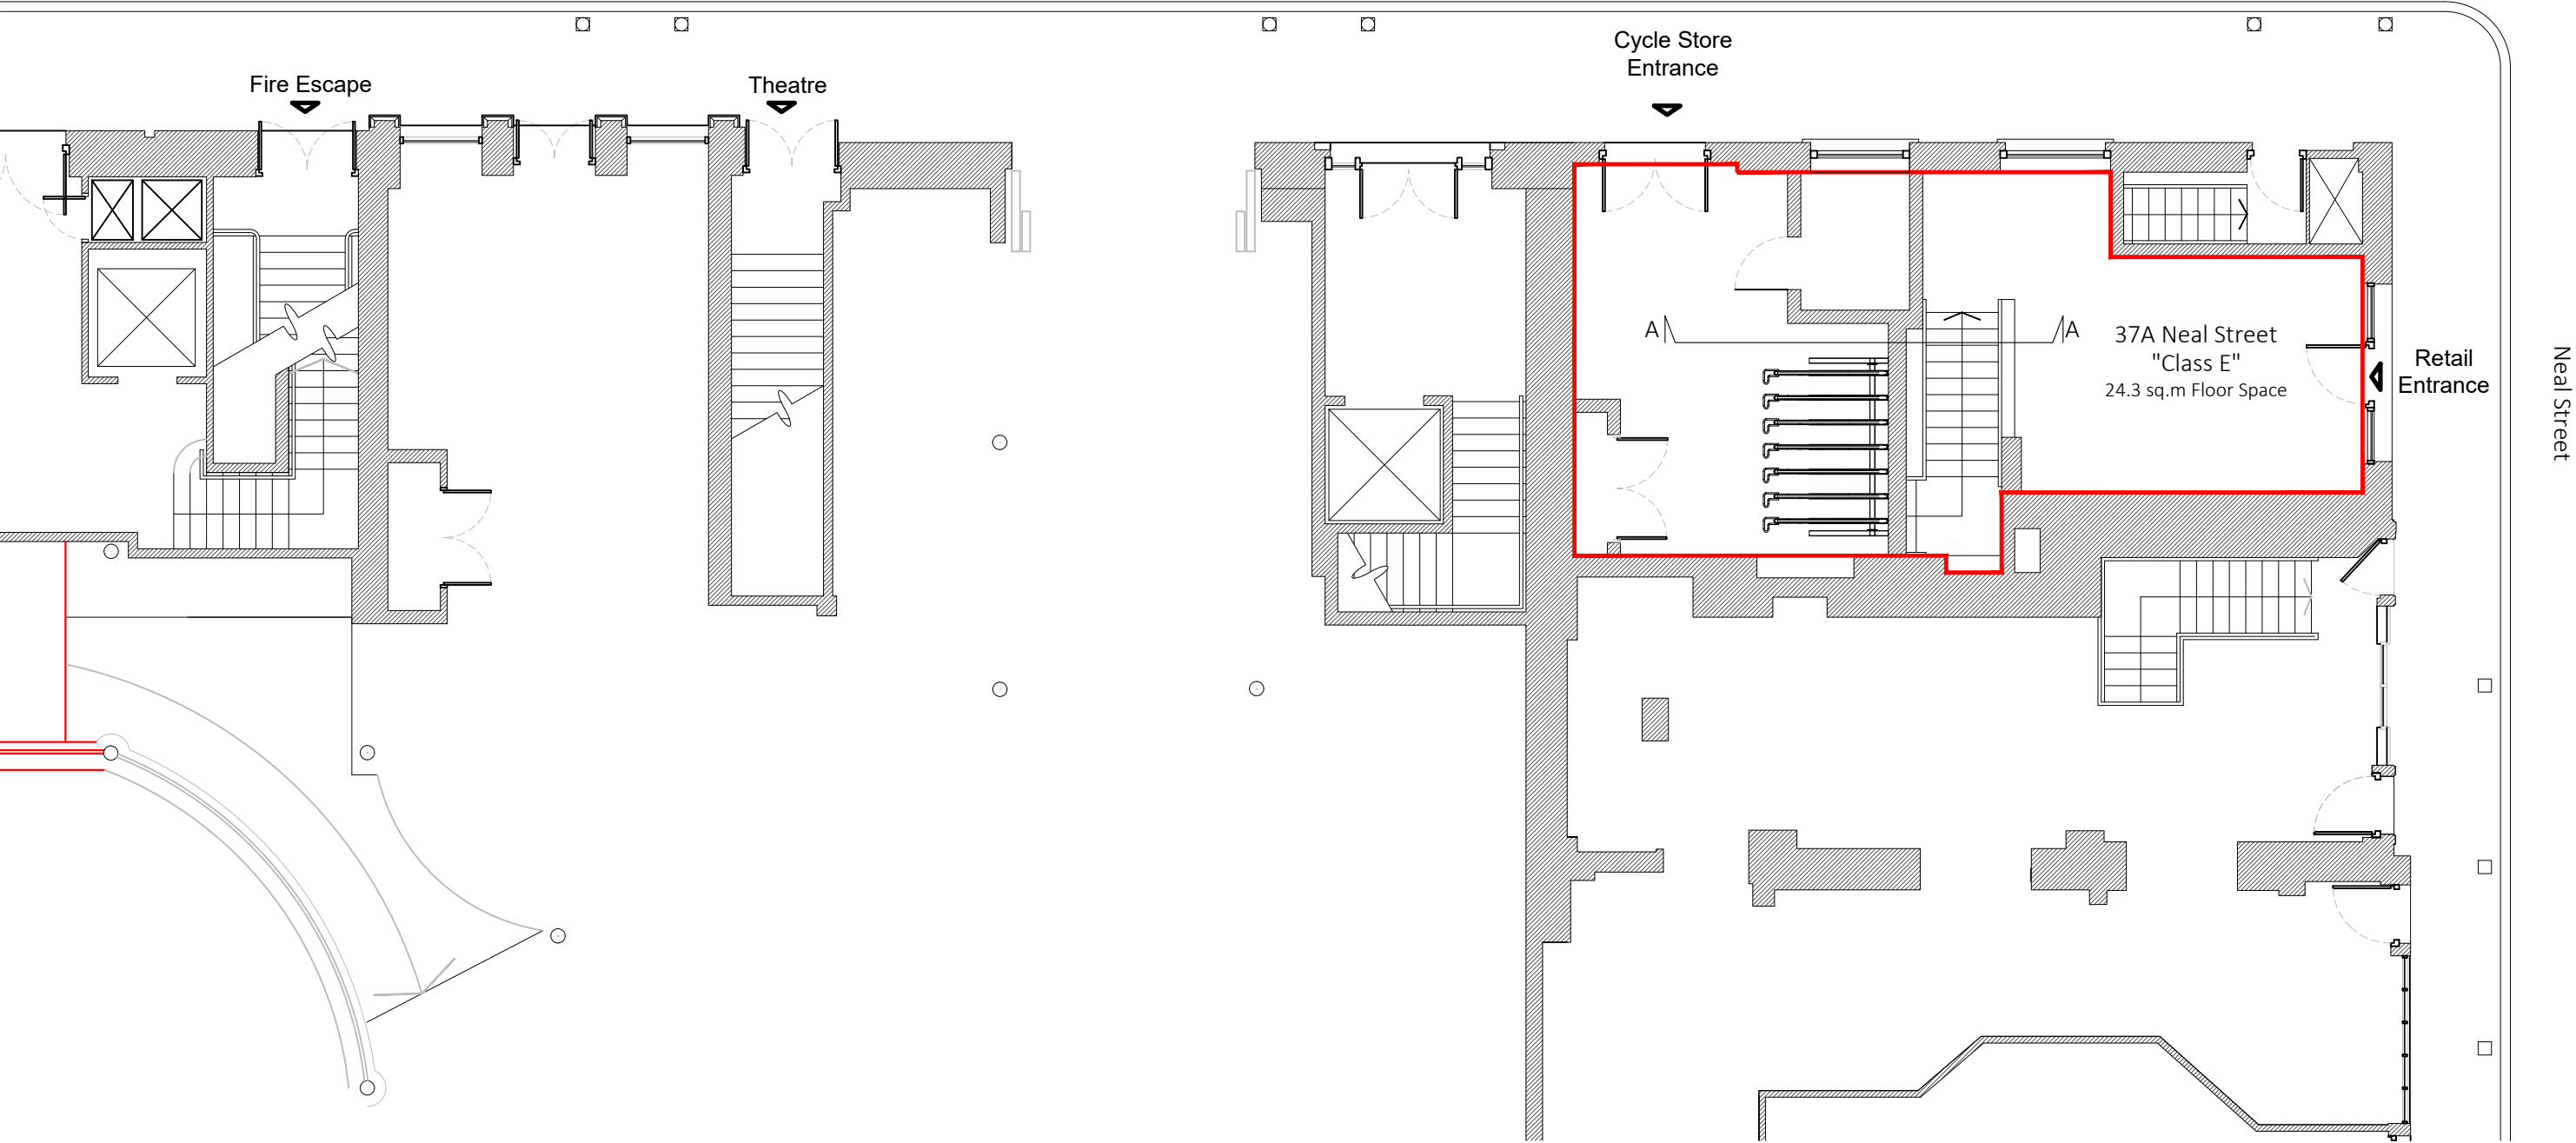 Cycle Store
Entrance
Fire Escape
Theatre
A
A
37A Neal Street
"Class E"
24.3 sq.m Floor Space
Retail
Entrance
Neal Street